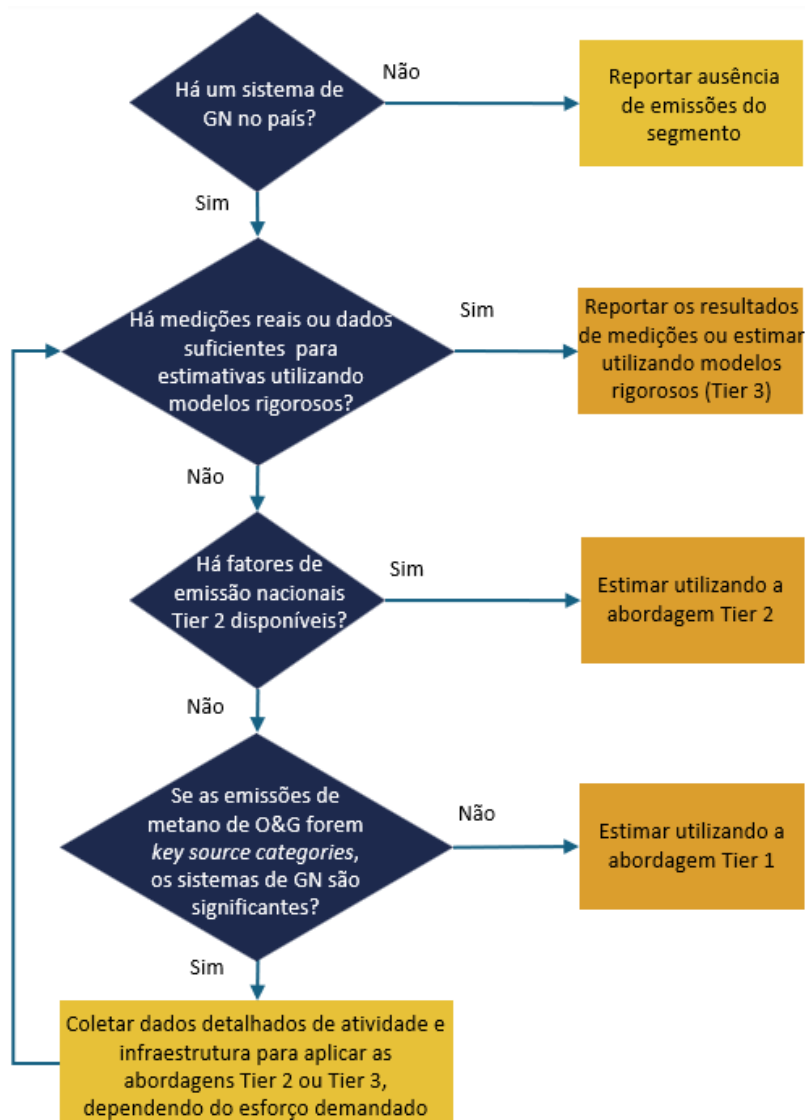 Há um sistema de
GN no país?
Não
Reportar ausência
de emissões do
segmento
Sim
Há medições reais ou dados
suficientes para
estimativas utilizando
modelos rigorosos?
Sim
Reportar os resultados
de medições ou estimar
utilizando modelos
rigorosos (Tier 3)
Não
Há fatores de
emissão nacionais
Tier 2 disponíveis?
Sim
Estimar utilizando a
abordagem Tier 2
Não
Se as emissões de
metano de O&G forem
key source categories,
os sistemas de GN são
significantes?
Não
Estimar utilizando a
abordagem Tier 1
Sim
Coletar dados detalhados de atividade e
infraestrutura para aplicar as
abordagens Tier 2 ou Tier 3,
dependendo do esforço demandado